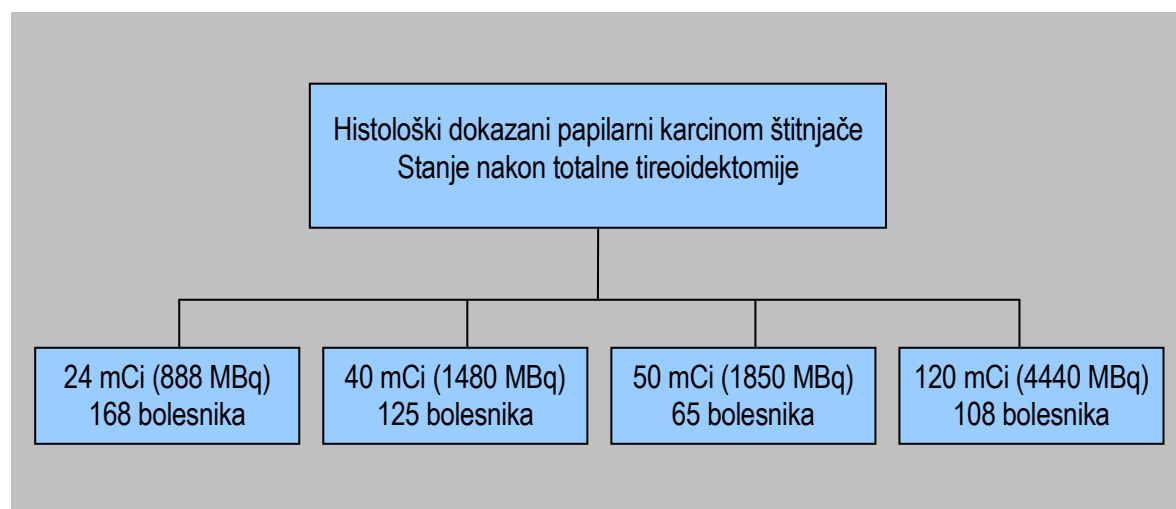 Histološki dokazani papilarni karcinom štitnjače
Stanje nakon totalne tireoidektomije
24 mCi (888 MBq)
168 bolesnika
40 mCi (1480 MBq)
125 bolesnika
50 mCi (1850 MBq)
65 bolesnika
120 mCi (4440 MBq)
108 bolesnika